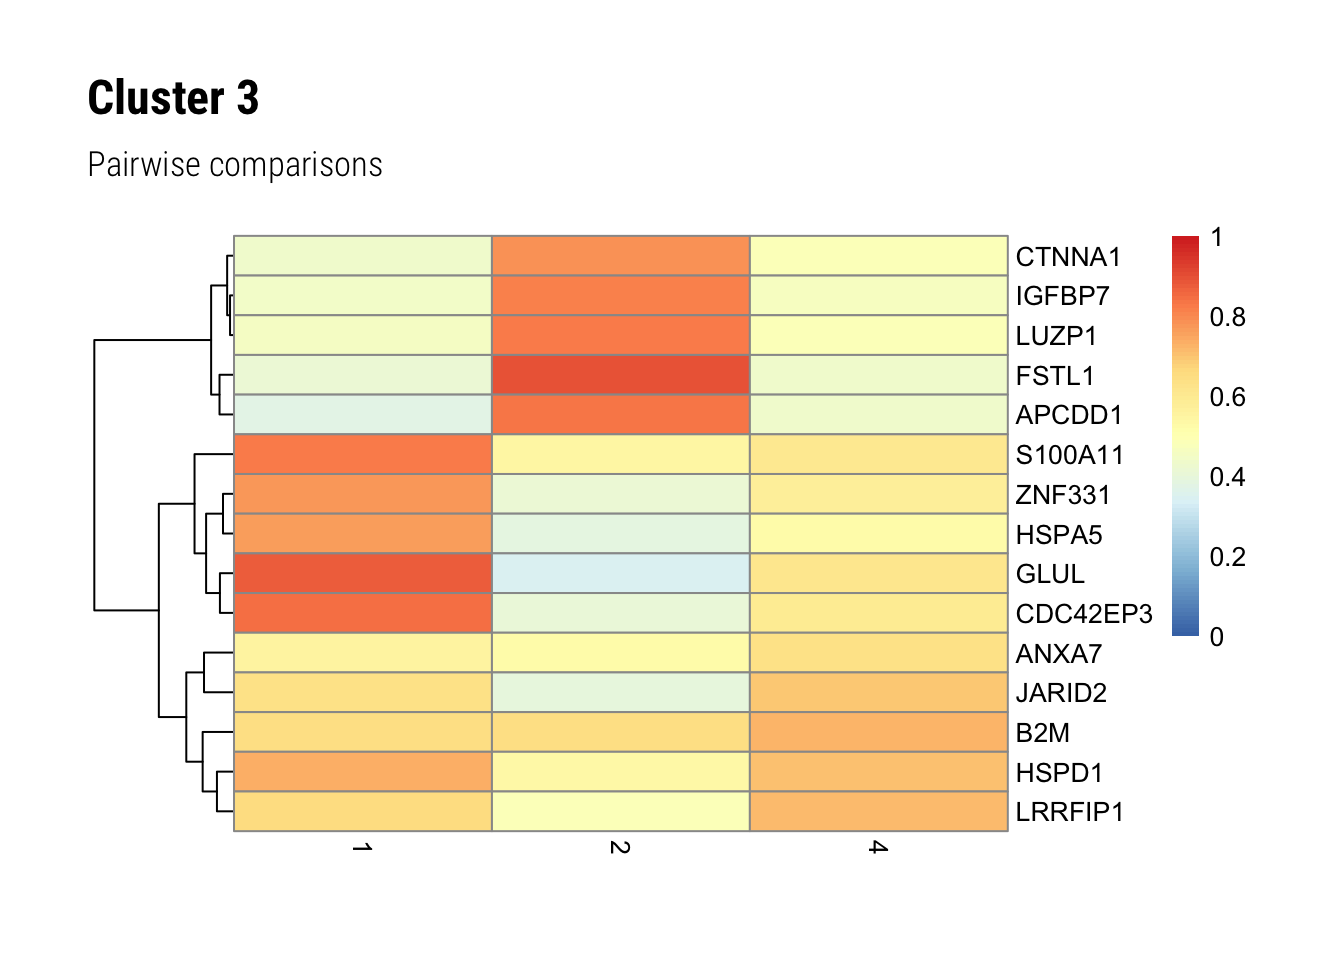 Cluster 3
Pairwise comparisons
CTNNA1
IGFBP7
LUZP1
FSTL1
APCDD1
S100A11
ZNF331
HSPA5
GLUL
CDC42EP3
ANXA7
JARID2
B2M
HSPD1
LRRFIP1
1
0.8
0.6
0.4
0.2
0
1
2
4